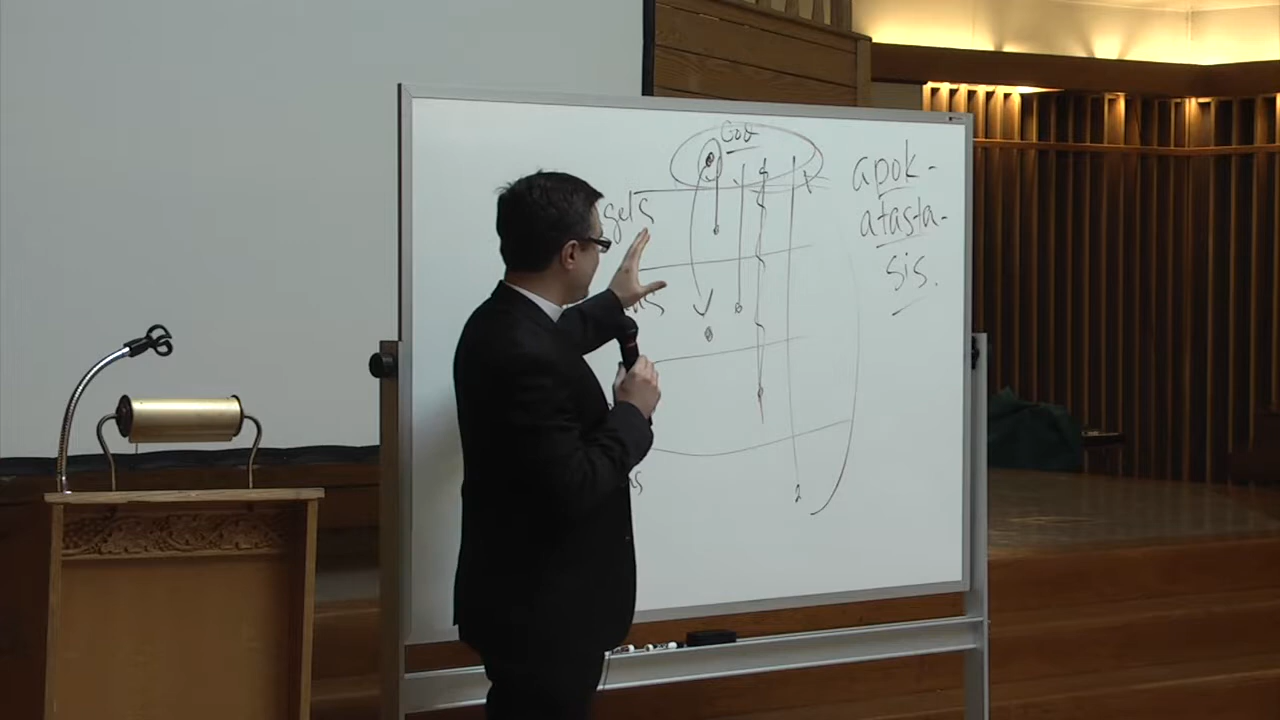 God
gels
apok-
atasta-
sis.